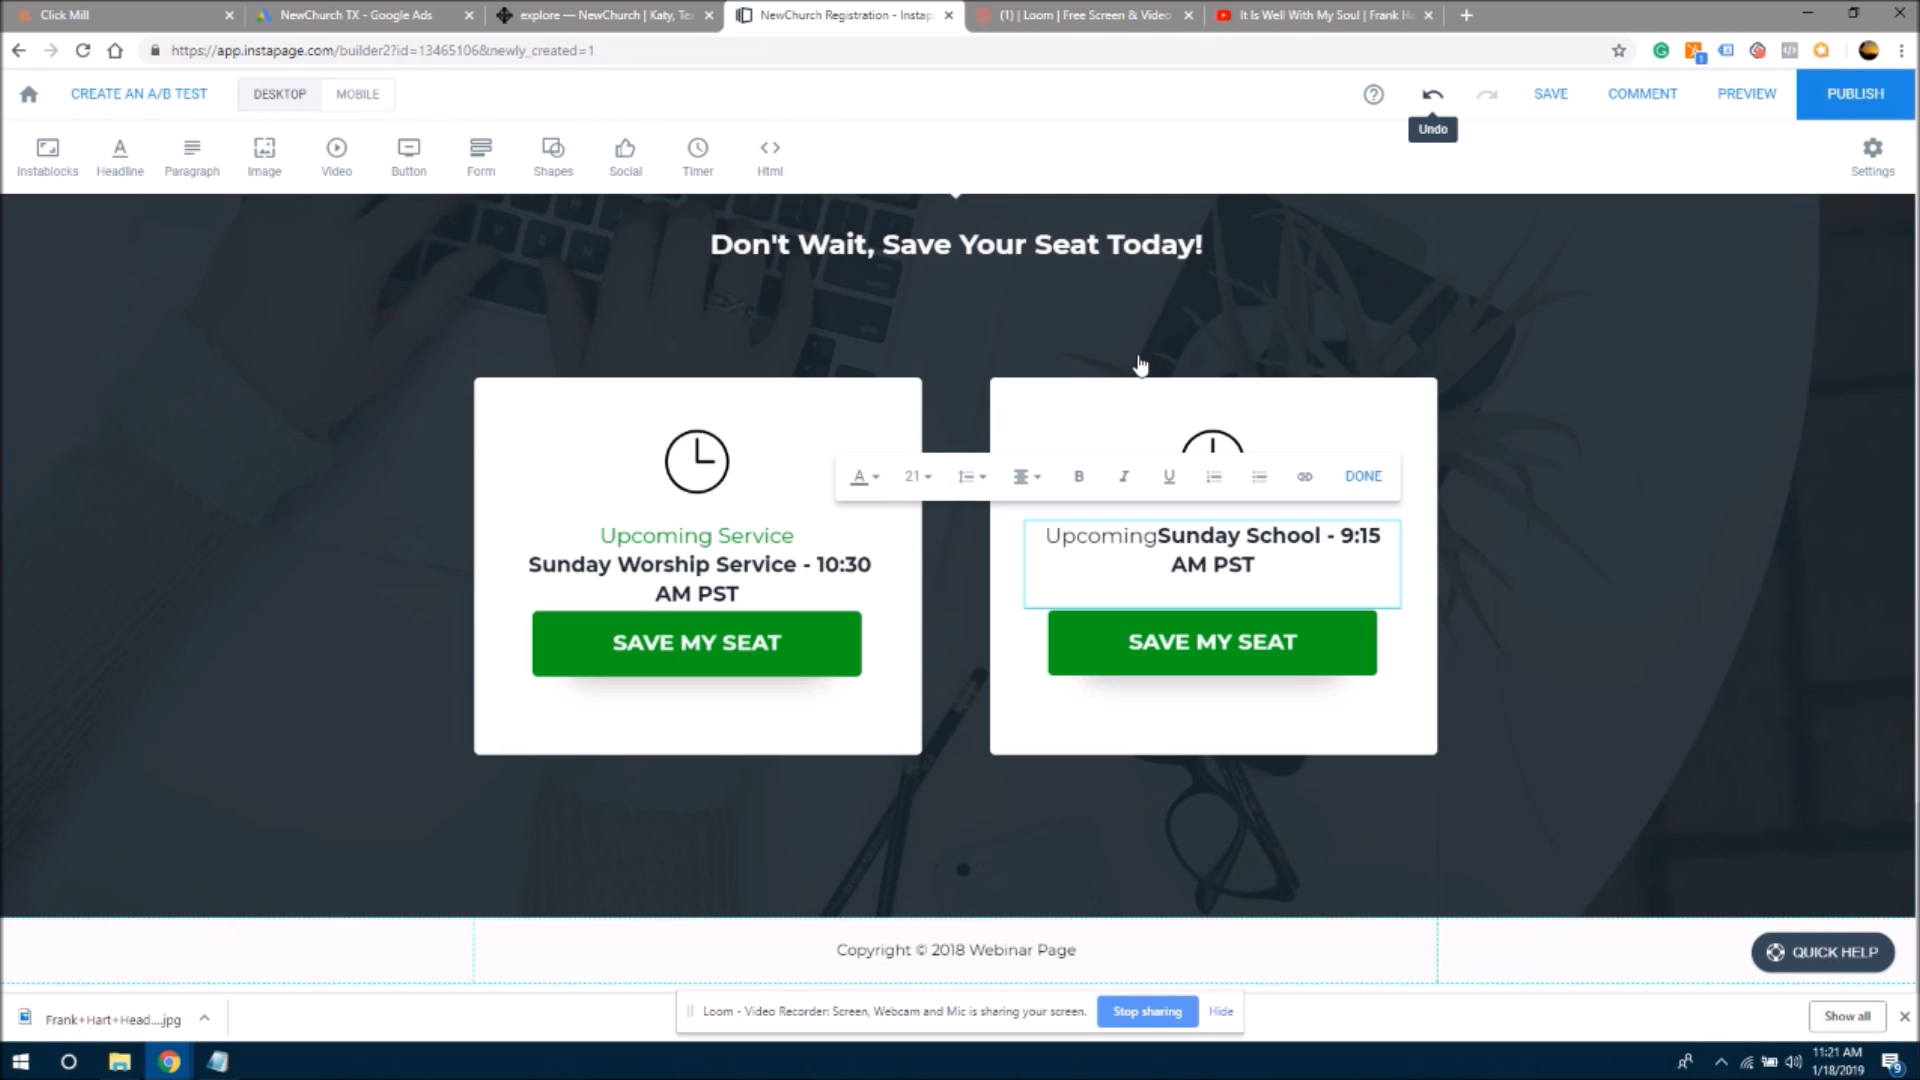 Click Mill
NewChurch TX - Google Ads
explore — NewChurch | Katy, Te
NewChurch Registration - Instap
(1) | Loom | Free Screen & Video
It Is Well With My Soul | Frank H
https://app.instapage.com/builder2?id=13465106&newly_created=1
CREATE AN A/B TEST
DESKTOP
MOBILE
SAVE
COMMENT
PREVIEW
PUBLISH
Undo
Instablocks
Headline
Paragraph
Image
Video
Button
Form
Shapes
Social
Timer
Html
Settings
Don't Wait, Save Your Seat Today!
A
21
B
I
U
DONE
Upcoming Service
Sunday Worship Service - 10:30
AM PST
SAVE MY SEAT
UpcomingSunday School - 9:15
AM PST
SAVE MY SEAT
Copyright © 2018 Webinar Page
QUICK HELP
Frank+Hart+Head....jpg
Loom - Video Recorder: Screen, Webcam and Mic is sharing your screen.
Stop sharing
Hide
Show all
11:21 AM
1/18/2019
9